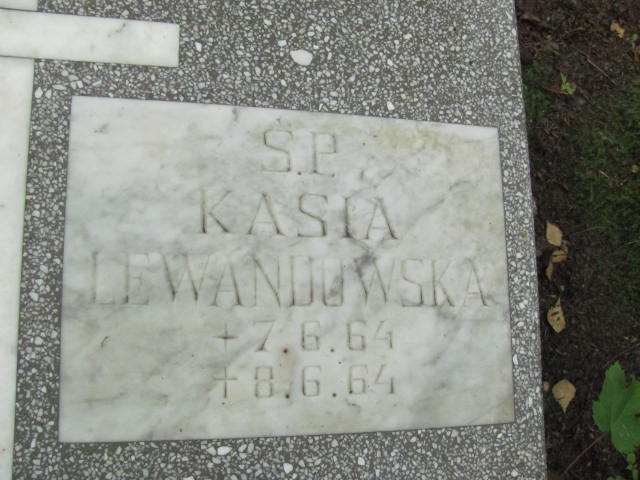 Ś.P.
KASIA
LEWANDOWSKA
+ 7.6.64
† 8.6.64